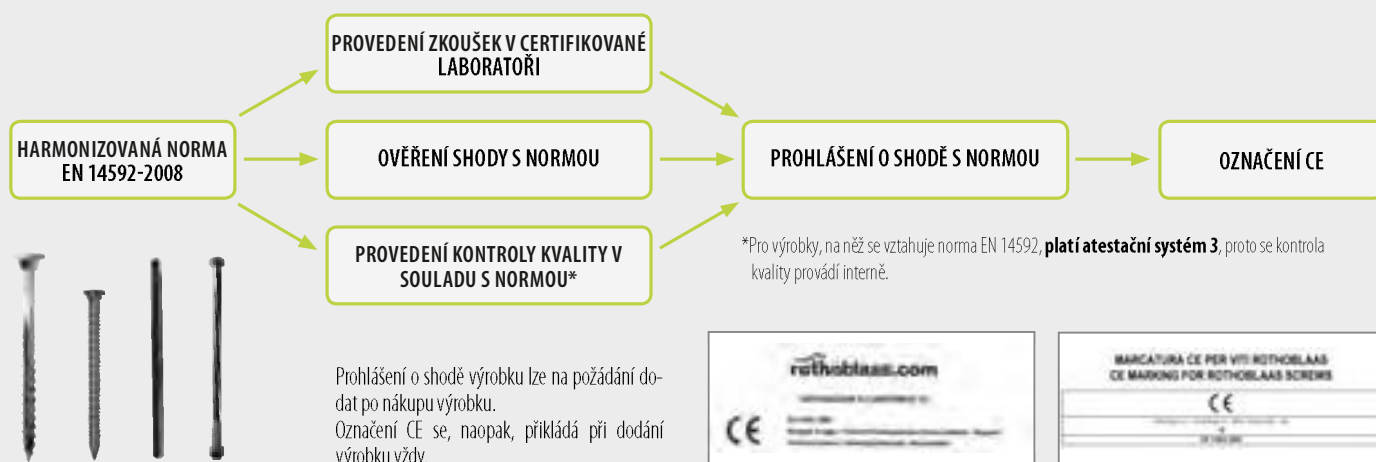 PROVEDENÍ ZKOUŠEK V CERTIFIKOVANÉ
LABORATOŘI
HARMONIZOVANÁ NORMA
EN 14592-2008
OVĚŘENÍ SHODY S NORMOU
PROHLÁŠENÍ O SHODĚ S NORMOU
OZNAČENÍ CE
PROVEDENÍ KONTROLY KVALITY V
SOULADU S NORMOU*
*Pro výrobky, na něž se vztahuje norma EN 14592, platí atestační systém 3, proto se kontrola
kvality provádí interně.
Prohlášení o shodě výrobku lze na požádání do-
dat po nákupu výrobku.
Označení CE se, naopak, přikládá při dodání
výrobku vždy
rothoblaas.com
CE
MARCATURA CE PER VITI ROTHOBLAAS
CE MARKING FOR ROTHOBLAAS SCREWS
CE